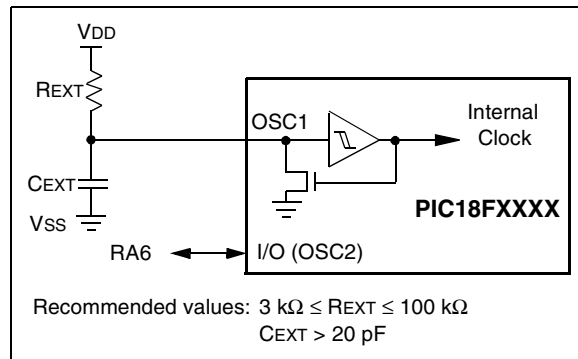 VDD
REXT
OSC1
Internal
Clock
CEXT
PIC18FXXXX
VSS
RA6
I/O (OSC2)
Recommended values: 3 kΩ ≤ REXT ≤ 100 kΩ
CEXT > 20 pF